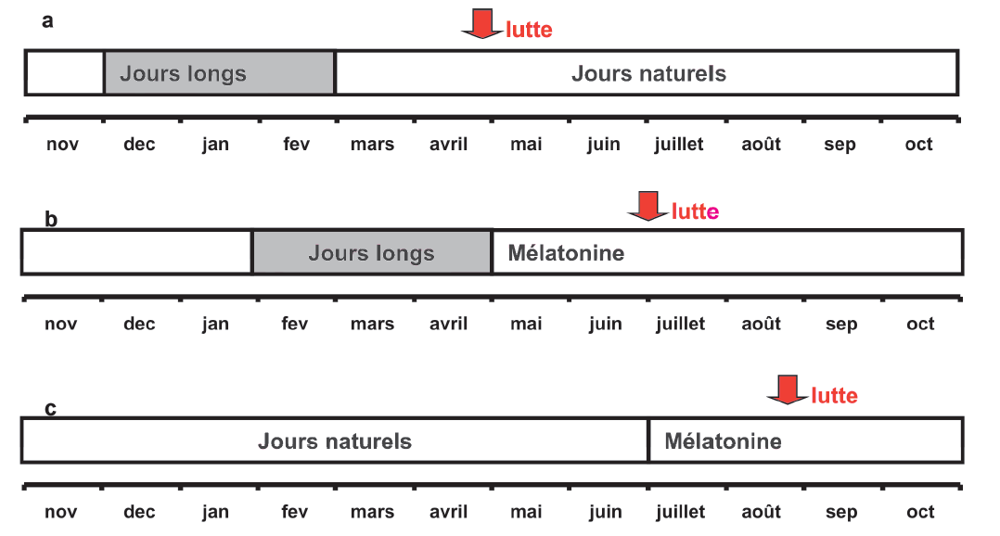 a
lutte
Jours longs Jours naturels
nov dec jan fev mars avril mai juin juillet août sep oct
lutte
b
Jours longs Mélatonine
nov dec jan fev mars avril mai juin juillet août sep oct
lutte
c
Jours naturels Mélatonine
nov dec jan fev mars avril mai juin juillet août sep oct